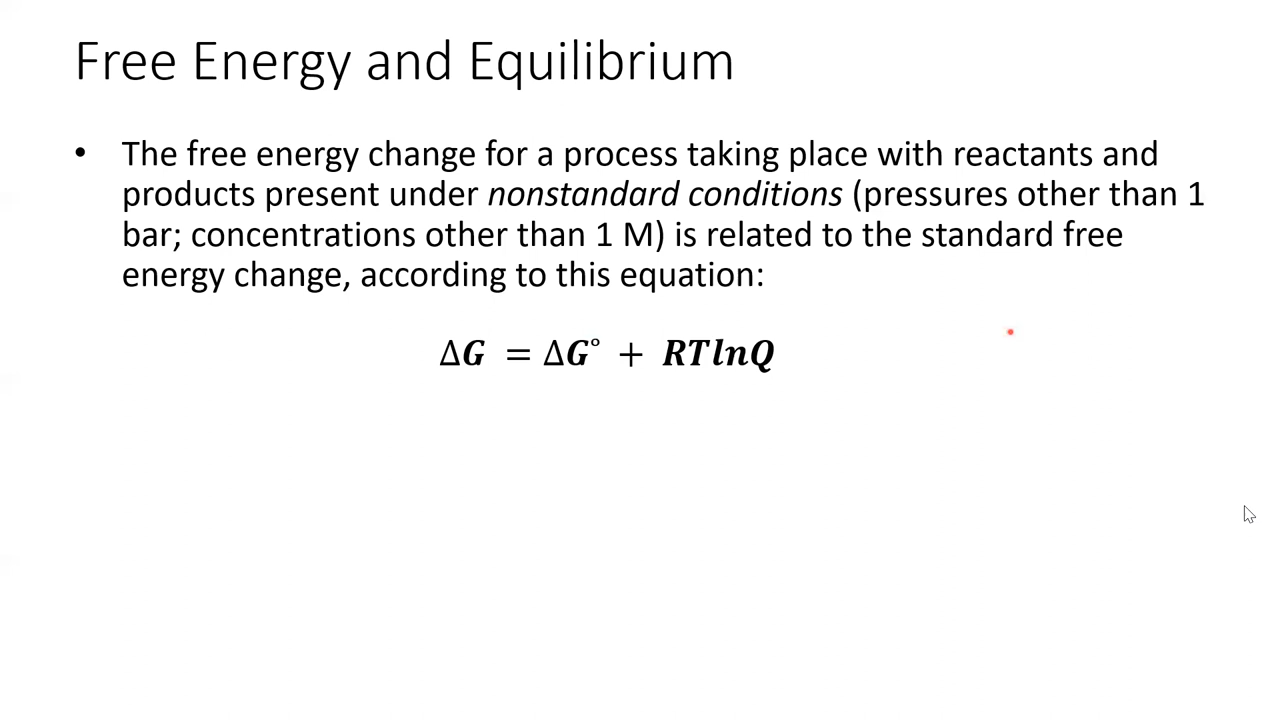 Free Energy and Equilibrium
• The free energy change for a process taking place with reactants and
products present under nonstandard conditions (pressures other than 1
bar; concentrations other than 1 M) is related to the standard free
energy change, according to this equation:
ΔG = ΔG° + RTlnQ